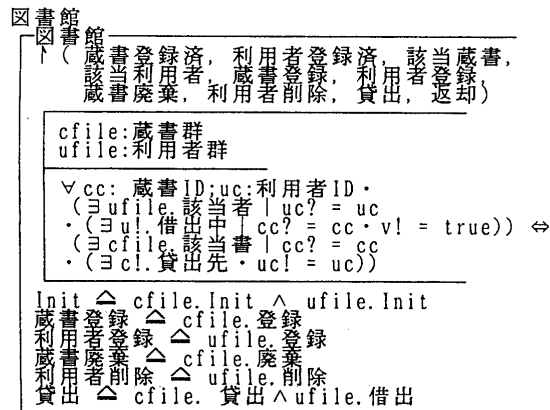 図書館
図書館
↾( 蔵書登録済, 利用者登録済, 該当蔵書,
該当利用者, 蔵書登録, 利用者登録,
蔵書廃棄, 利用者削除, 貸出, 返却)
cfile:蔵書群
ufile:利用者群
∀cc: 蔵書ID;uc:利用者ID・
(∃ufile.該当者 | uc? = uc
・(∃u!.借出中 | cc? = cc・v! = true)) ⇔
(∃cfile.該当書 | cc? = cc
・(∃c!.貸出先・uc! = uc))
Init ≙ cfile.Init ∧ ufile.Init
蔵書登録 ≙ cfile.登録
利用者登録 ≙ ufile.登録
蔵書廃棄 ≙ cfile.廃棄
利用者削除 ≙ ufile.削除
貸出 ≙ cfile. 貸出∧ufile.借出